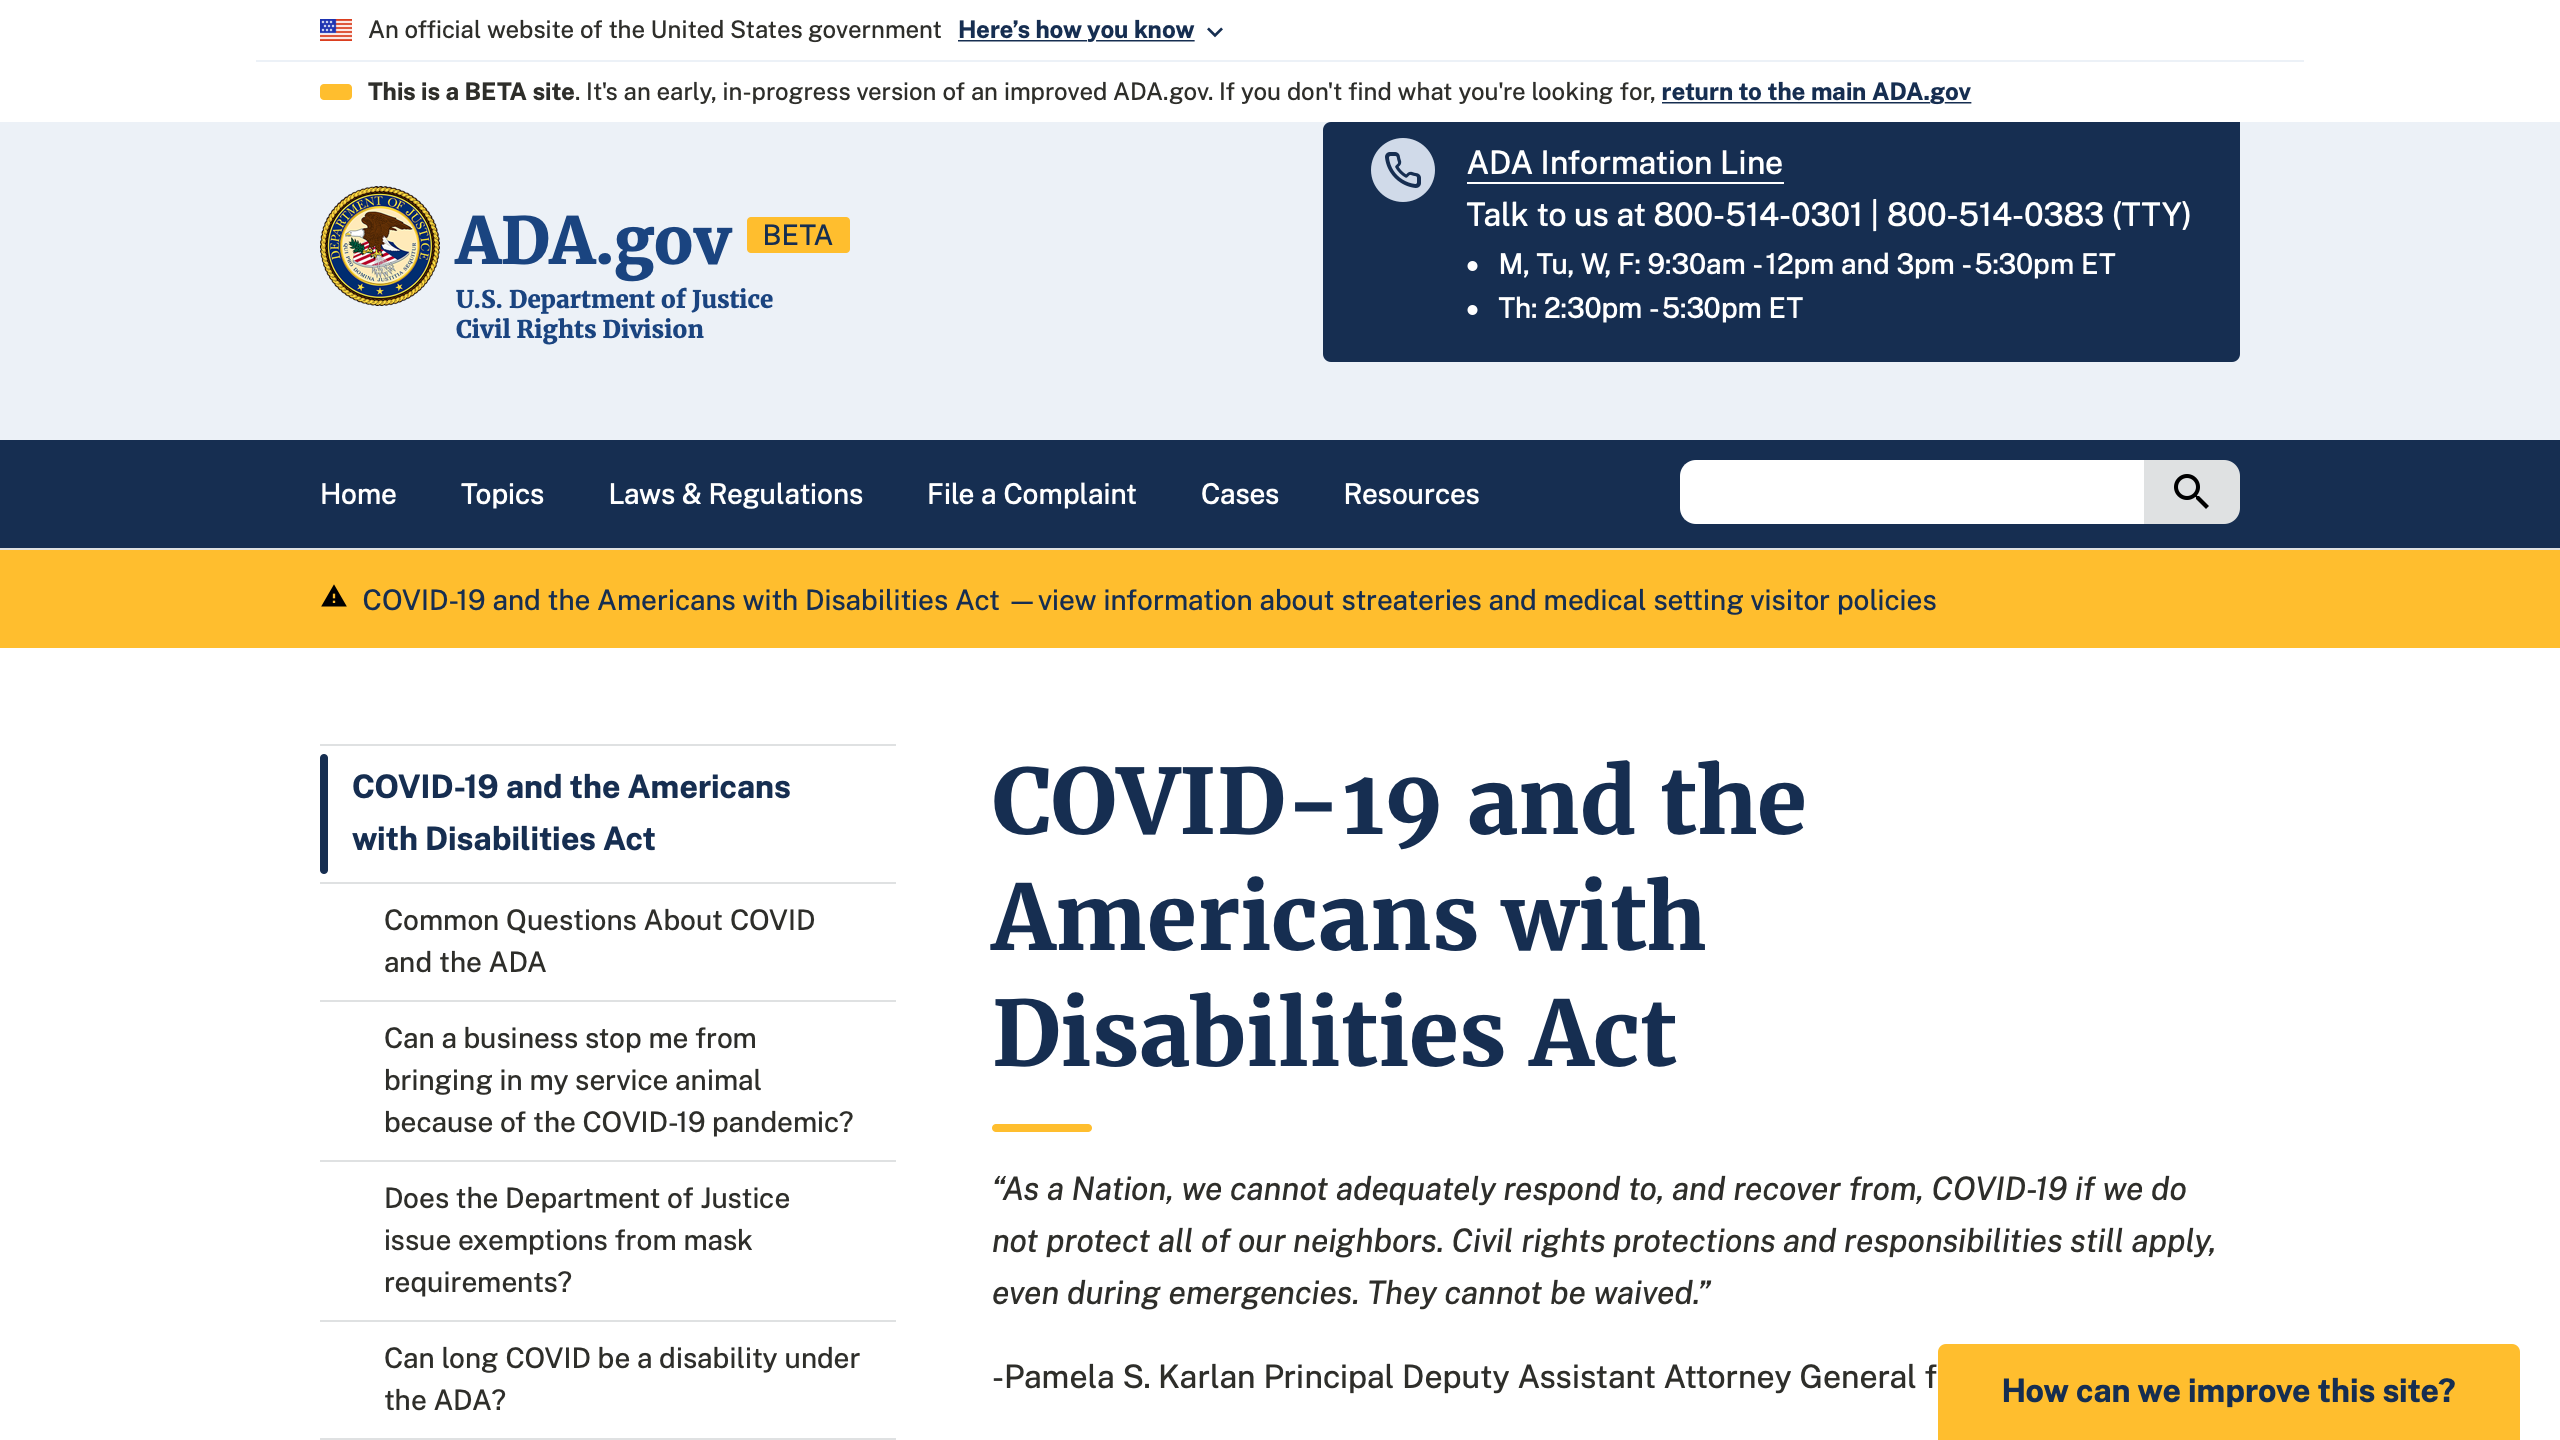 An official website of the United States government Here’s how you know
This is a BETA site. It's an early, in-progress version of an improved ADA.gov. If you don't find what you're looking for, return to the main ADA.gov
ADA.gov BETA
U.S. Department of Justice
Civil Rights Division
ADA Information Line
Talk to us at 800-514-0301 | 800-514-0383 (TTY)
• M, Tu, W, F: 9:30am - 12pm and 3pm - 5:30pm ET
• Th: 2:30pm - 5:30pm ET
Home Topics Laws & Regulations File a Complaint Cases Resources
COVID-19 and the Americans with Disabilities Act — view information about streateries and medical setting visitor policies
COVID-19 and the Americans
with Disabilities Act
Common Questions About COVID
and the ADA
Can a business stop me from
bringing in my service animal
because of the COVID-19 pandemic?
Does the Department of Justice
issue exemptions from mask
requirements?
Can long COVID be a disability under
the ADA?
COVID-19 and the
Americans with
Disabilities Act
“As a Nation, we cannot adequately respond to, and recover from, COVID-19 if we do
not protect all of our neighbors. Civil rights protections and responsibilities still apply,
even during emergencies. They cannot be waived.”
-Pamela S. Karlan Principal Deputy Assistant Attorney General f
How can we improve this site?